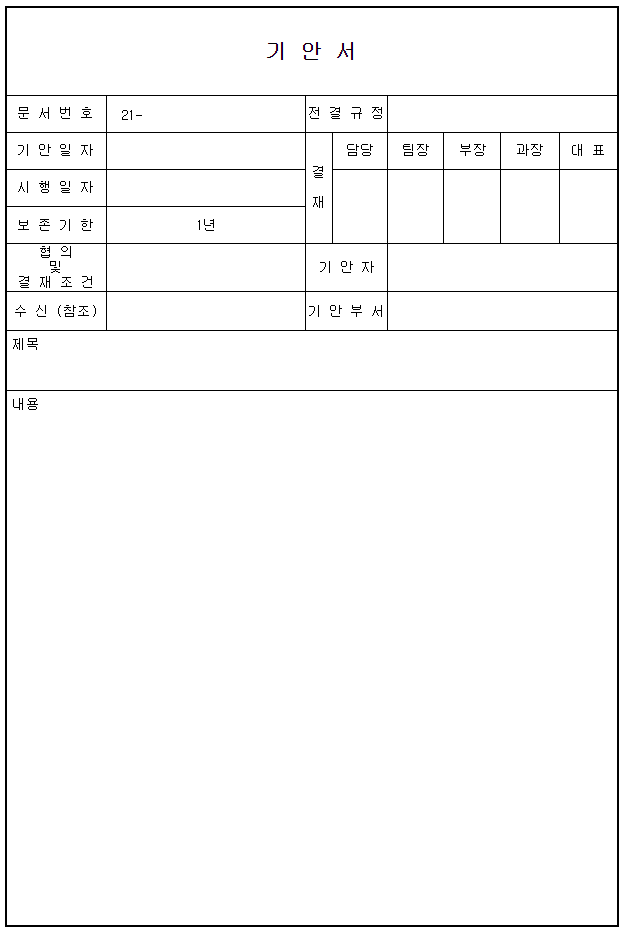 기 안 서
문 서 번 호 21- 전 결 규 정
기 안 일 자 결 재 담당 팀장 부장 과장 대 표
시 행 일 자
보 존 기 한 1년
협 의
및
결 재 조 건
기 안 자
수 신 (참조) 기 안 부 서
제목
내용